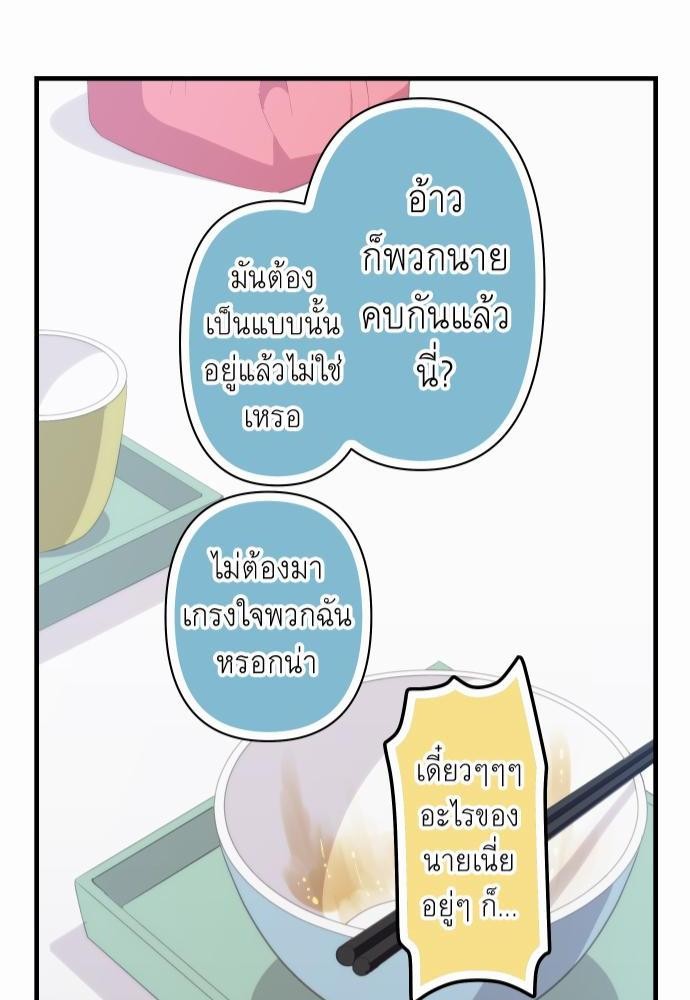 อ้าว
ก็พวกนาย
คบกันแล้ว
นี่?
มันต้อง
เป็นแบบนั้น
อยู่แล้วไม่ใช่
เหรอ
ไม่ต้องมา
เกรงใจพวกฉัน
หรอกน่า
เดี๋ยวๆๆๆ
อะไรของ
นายเนี่ย
อยู่ๆ ก็...